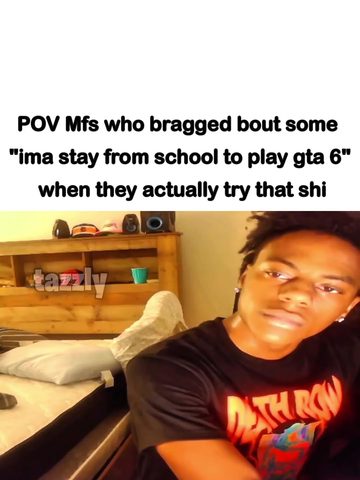 POV Mfs who bragged bout some
"ima stay from school to play gta 6"
when they actually try that shi
tazzly
DEATH ROW